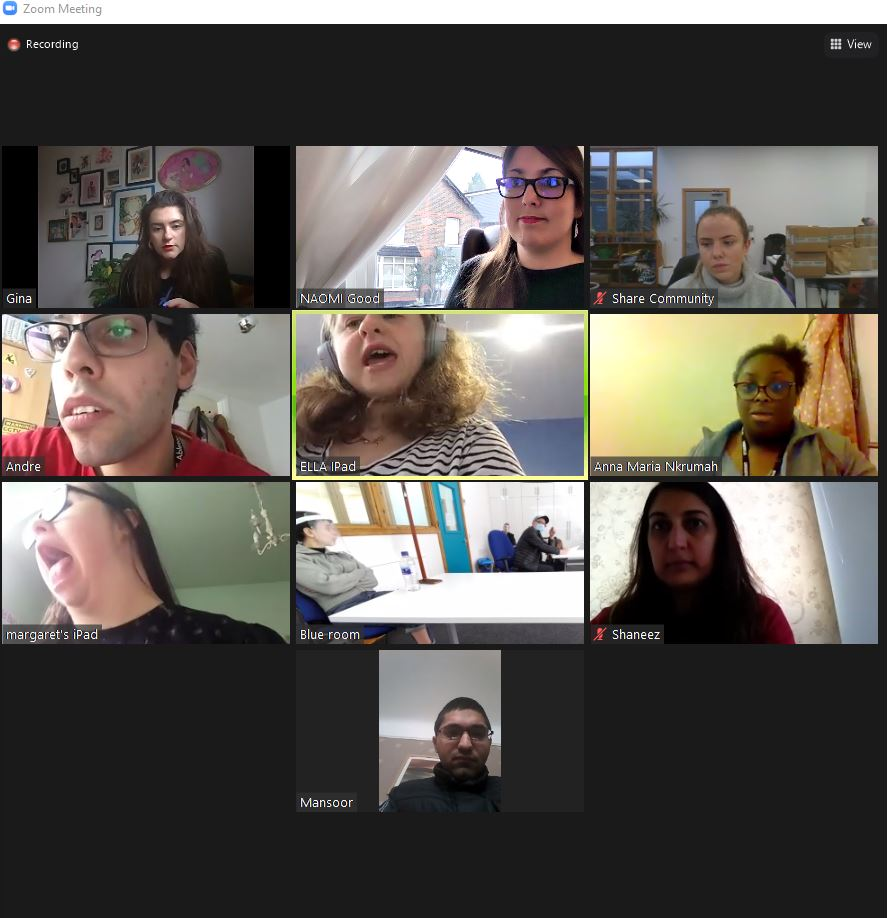 Zoom Meeting
Recording
View
Gina
NAOMI Good
Share Community
Andre
ELLA iPad
Anna Maria Nkrumah
margaret's iPad
Blue room
Shaneez
Mansoor